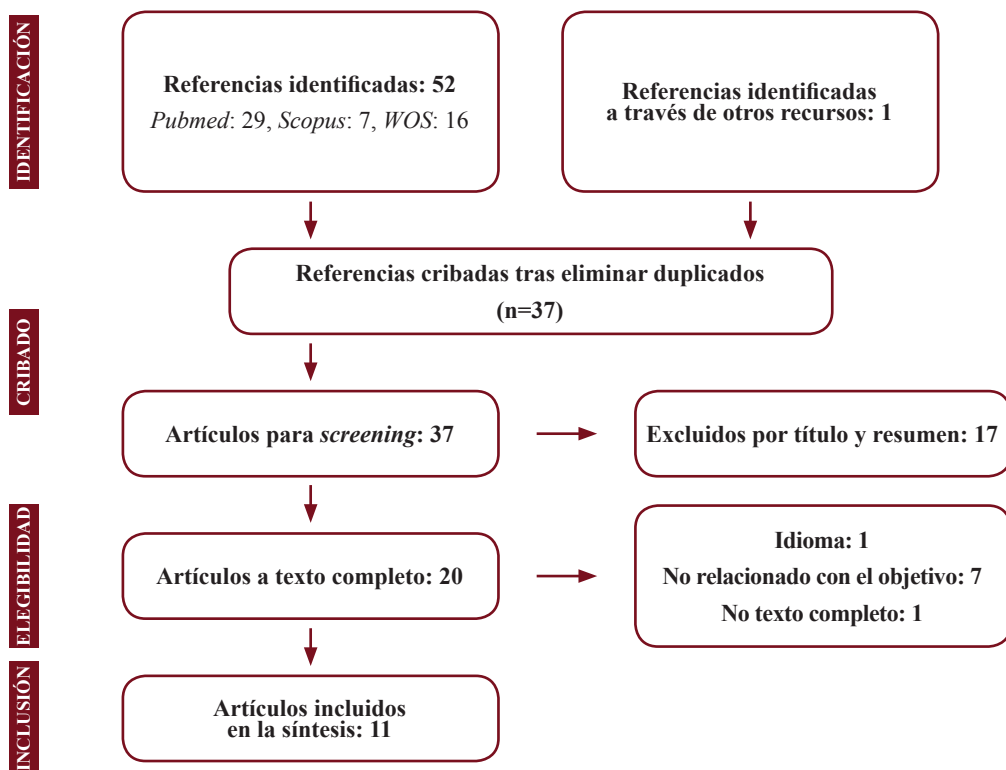 IDENTIFICACIÓN
Referencias identificadas: 52
Pubmed: 29, Scopus: 7, WOS: 16
Referencias identificadas
a través de otros recursos: 1
Referencias cribadas tras eliminar duplicados
(n=37)
CRIBADO
Artículos para screening: 37
Excluidos por título y resumen: 17
ELEGIBILIDAD
Artículos a texto completo: 20
Idioma: 1
No relacionado con el objetivo: 7
No texto completo: 1
INCLUSIÓN
Artículos incluidos
en la síntesis: 11